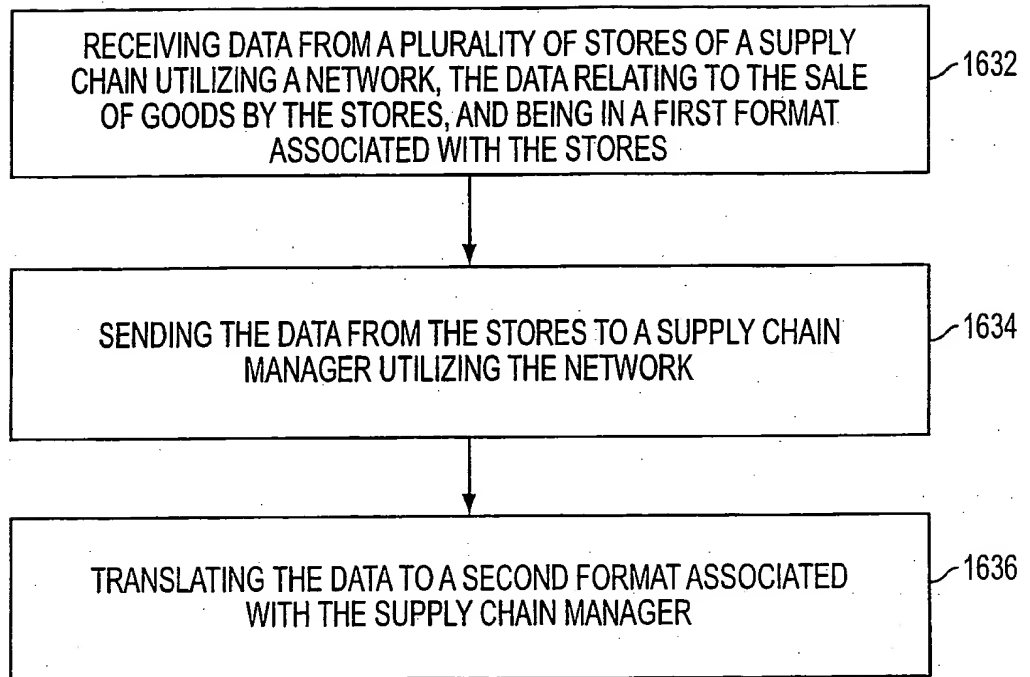 RECEIVING DATA FROM A PLURALITY OF STORES OF A SUPPLY
CHAIN UTILIZING A NETWORK, THE DATA RELATING TO THE SALE
OF GOODS BY THE STORES, AND BEING IN A FIRST FORMAT
ASSOCIATED WITH THE STORES
1632
SENDING THE DATA FROM THE STORES TO A SUPPLY CHAIN
MANAGER UTILIZING THE NETWORK
1634
TRANSLATING THE DATA TO A SECOND FORMAT ASSOCIATED
WITH THE SUPPLY CHAIN MANAGER
1636